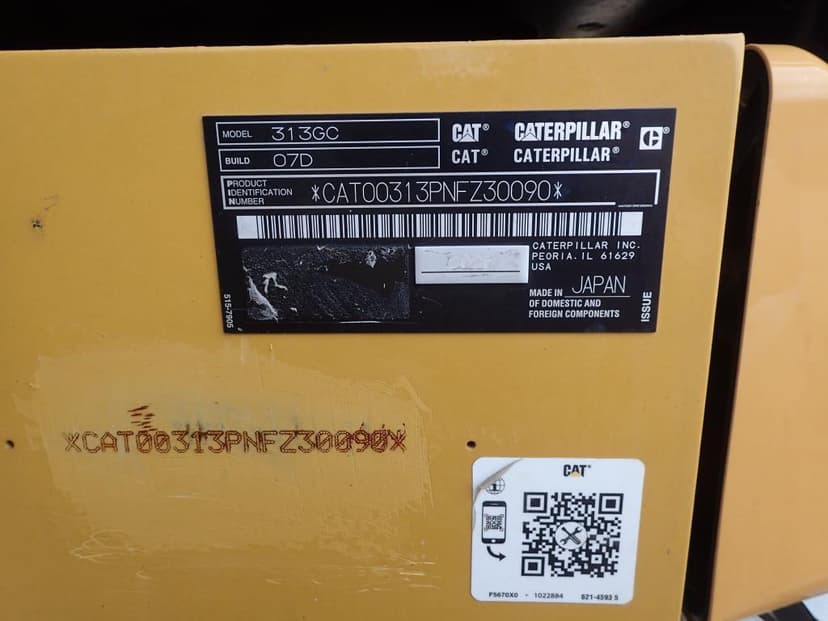 MODEL 313GC CAT® CATERPILLAR®
BUILD 07D CAT® CATERPILLAR®
PRODUCT IDENTIFICATION NUMBER *CAT00313PNFZ30090*
CATERPILLAR INC.
PEORIA, IL 61629
USA
MADE IN JAPAN
OF DOMESTIC AND
FOREIGN COMPONENTS
515-7905
ISSUE
*CAT00313PNFZ30090*
CAT®
F5670X0 - 1022884 621-4593 5